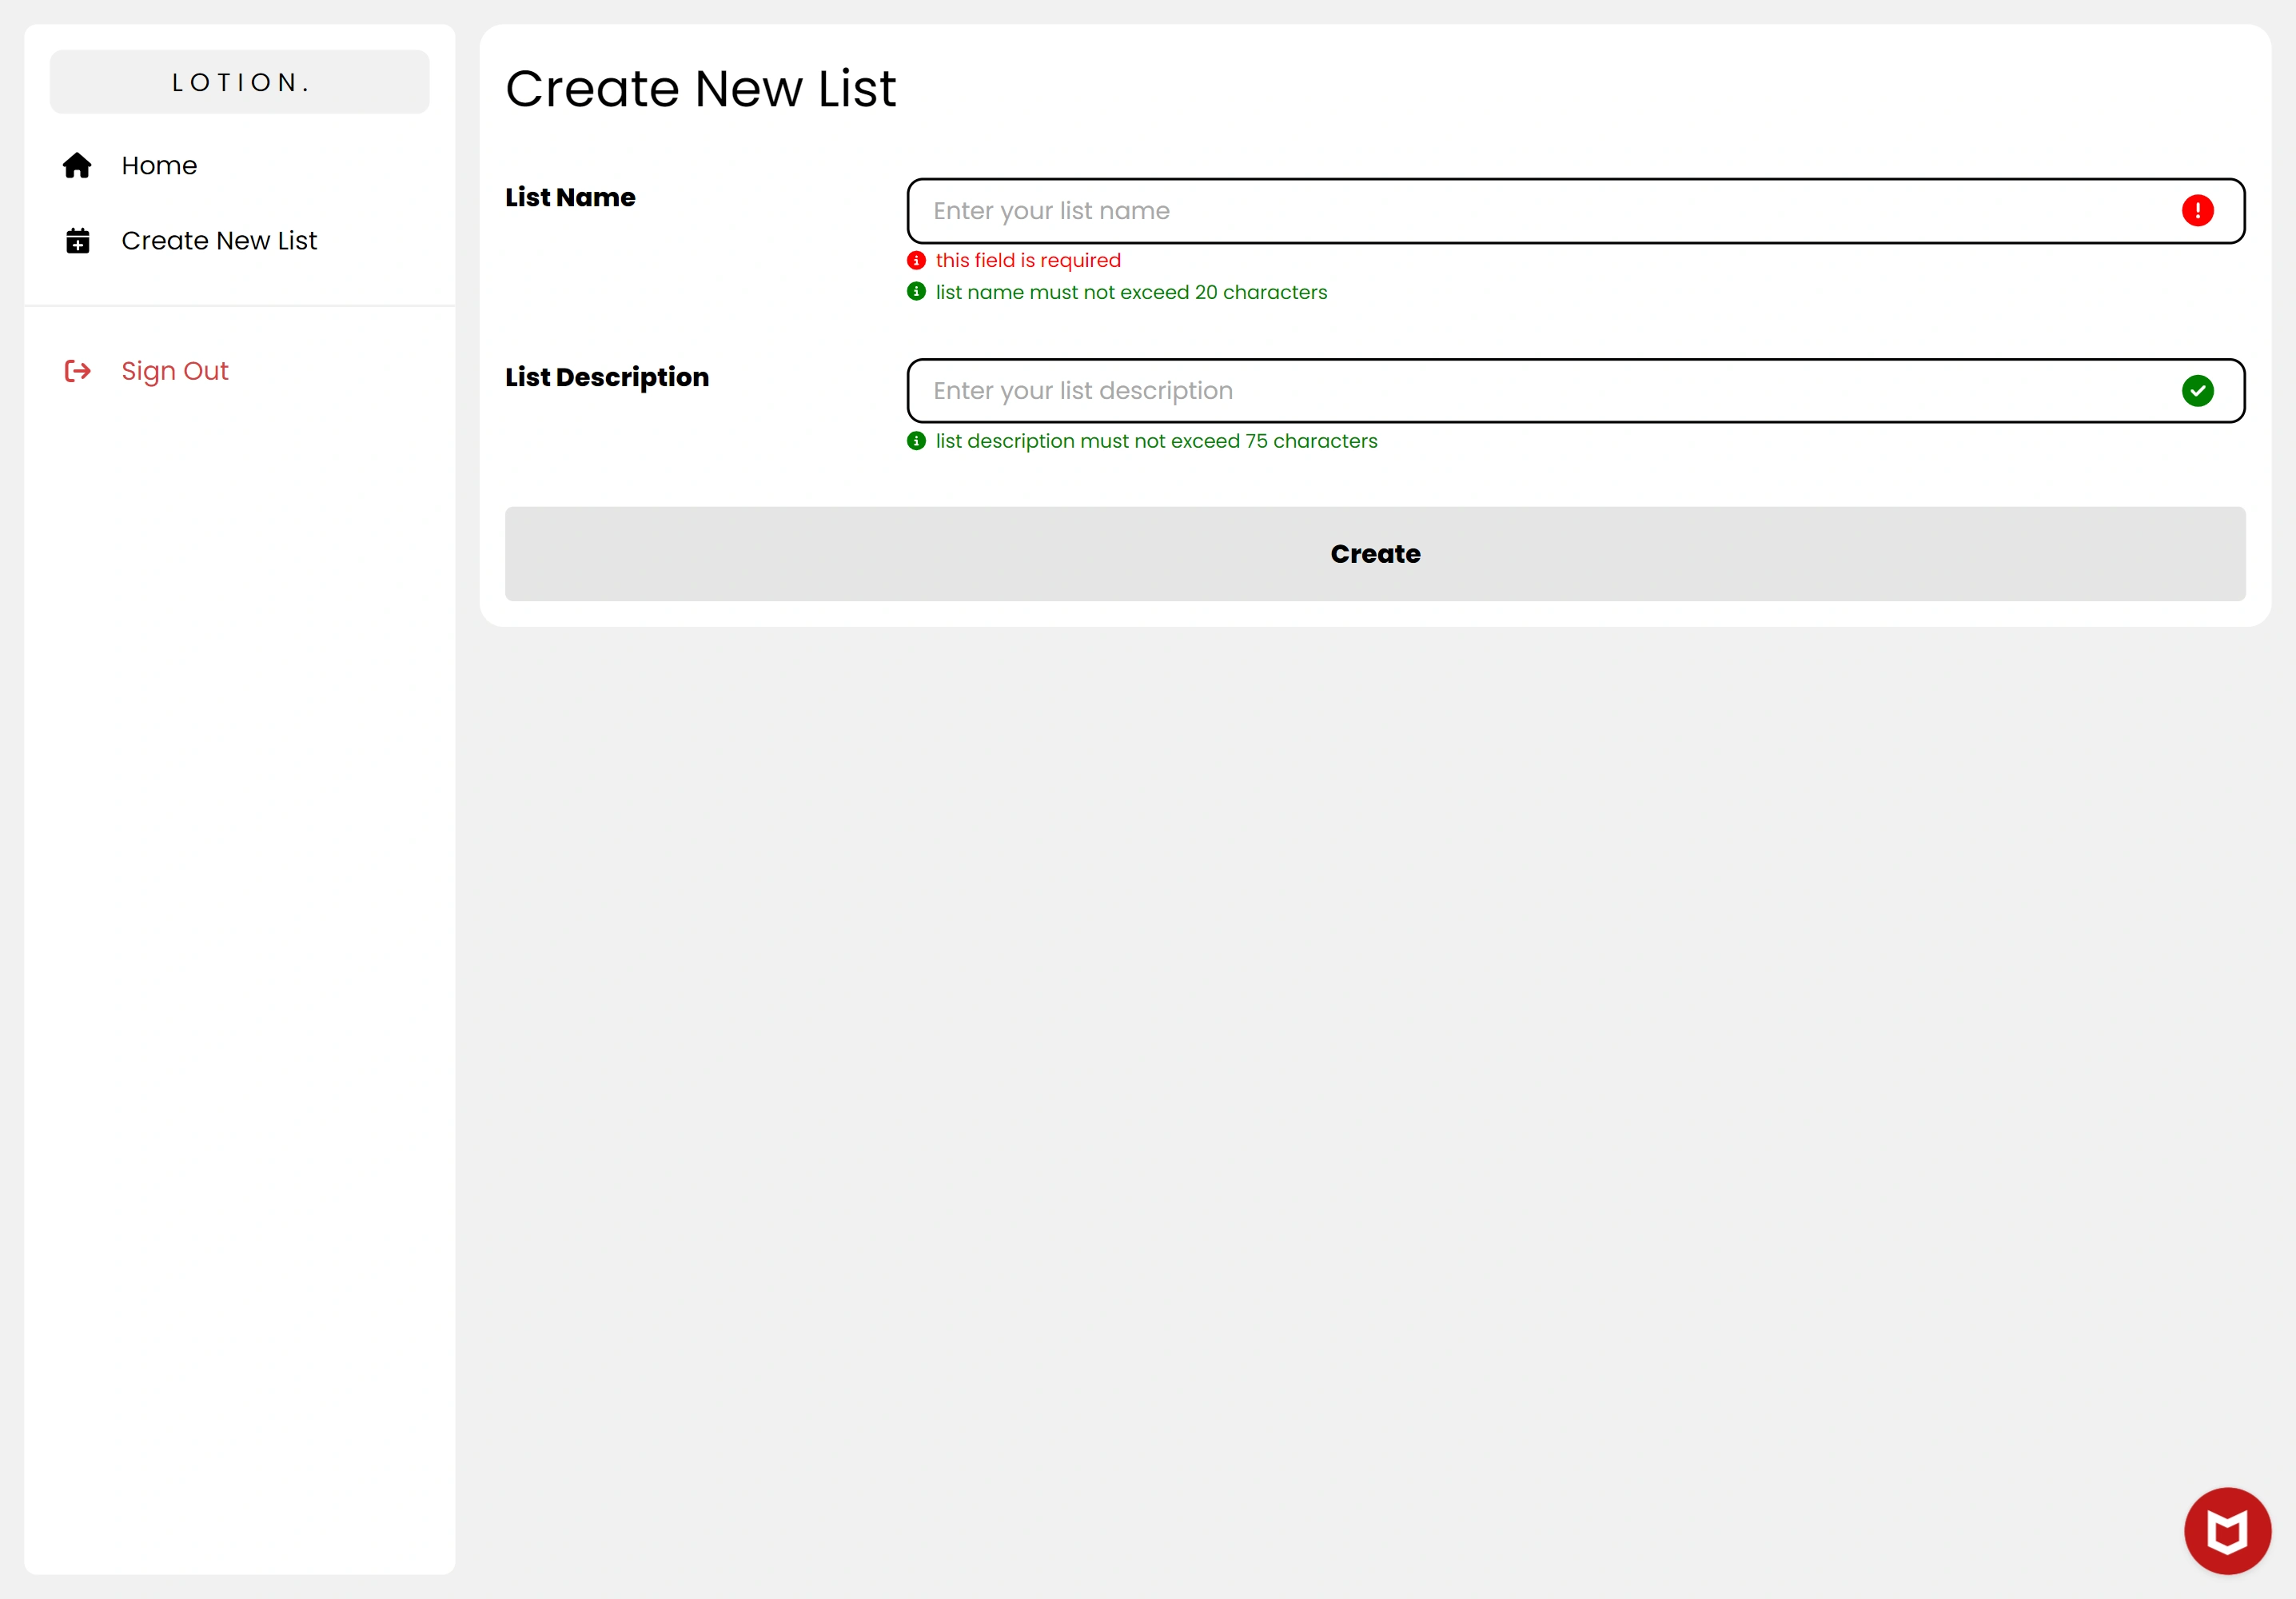 LOTION.
Home
Create New List
Sign Out
Create New List
List Name
Enter your list name
this field is required
list name must not exceed 20 characters
List Description
Enter your list description
list description must not exceed 75 characters
Create